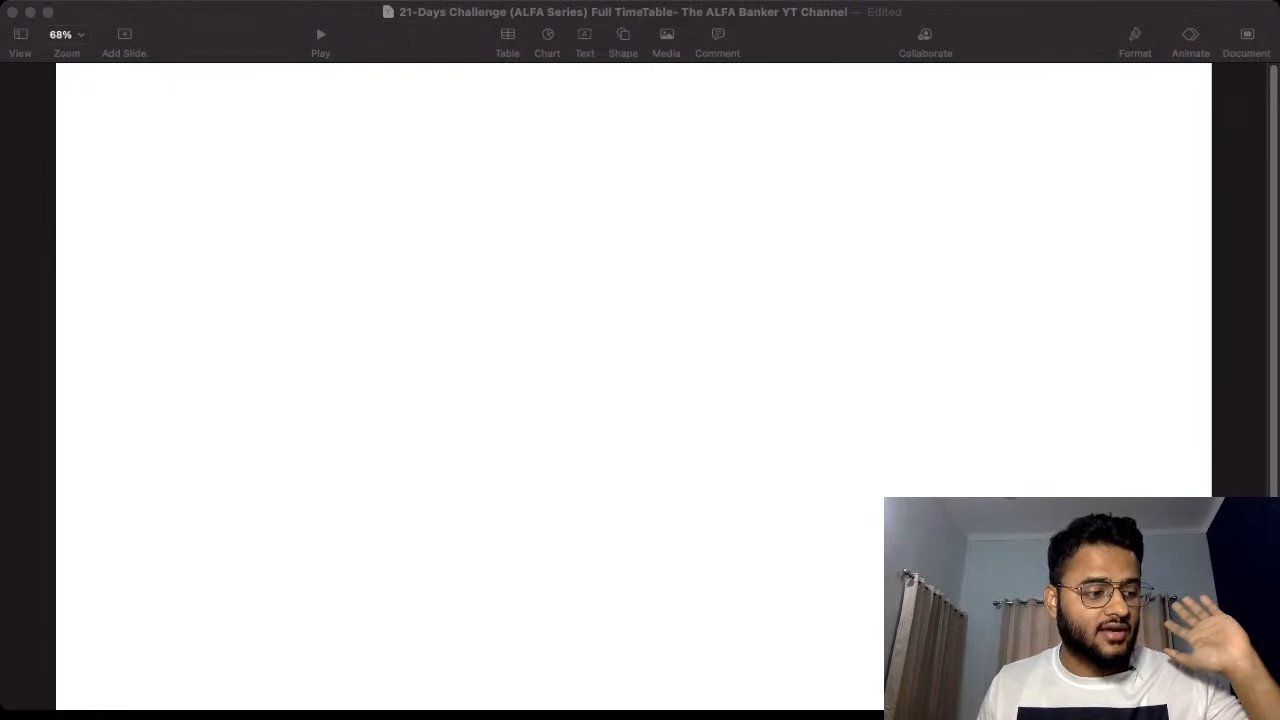 21-Days Challenge (ALFA Series) Full TimeTable- The ALFA Banker YT Channel — Edited
68%
View Zoom Add Slide Play Table Chart Text Shape Media Comment Collaborate Format Animate Document